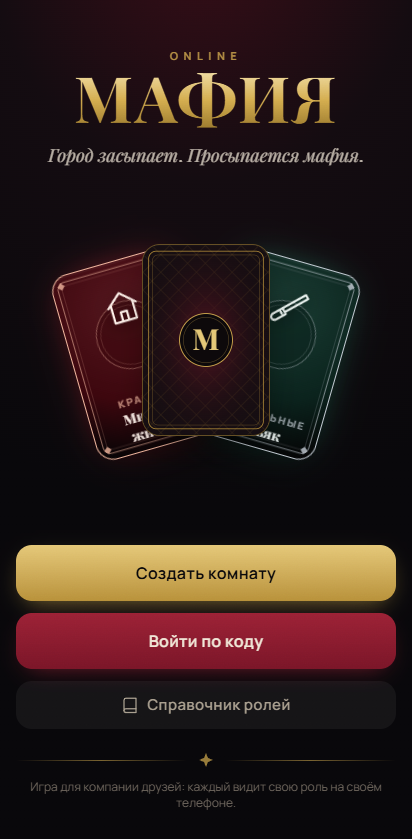 ONLINE
МАФИЯ
Город засыпает. Просыпается мафия.
М
Создать комнату
Войти по коду
Справочник ролей
Игра для компании друзей: каждый видит свою роль на своём
телефоне.